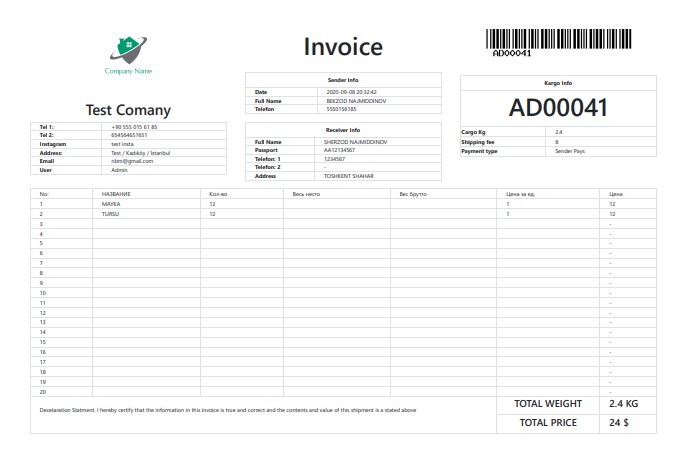 Company Name
Invoice
AD00041
Test Comany
Tel 1: +90 555 015 61 85
Tel 2: 654564651651
Instagram test insta
Address: Test / Kadıköy / Istanbul
Email nbm@gmail.com
User Admin
Sender Info
Date 2020-09-08 20:32:42
Full Name BEKZOD NAJMIDDINOV
Telefon 5550156185
Receiver Info
Full Name SHERZOD NAJMIDDINOV
Passport AA12134567
Telefon: 1 1234567
Telefon: 2 -
Address TOSHKENT SHAHAR
Kargo Info
AD00041
Cargo Kg 2.4
Shipping fee 8
Payment type Sender Pays
No: НАЗВАНИЕ Кол-во Весь несто Вес брутто Цена за ед. Цена
1 MAYKA 12 1 12
2 TURSU 12 1 12
3 -
4 -
5 -
6 -
7 -
8 -
9 -
10 -
11 -
12 -
13 -
14 -
15 -
16 -
17 -
18 -
19 -
20 -
Decelaration Statment. I hereby certify that the information in this invoice is true and correct and the contents and value of this shipment is a stated above
TOTAL WEIGHT 2.4 KG
TOTAL PRICE 24 $